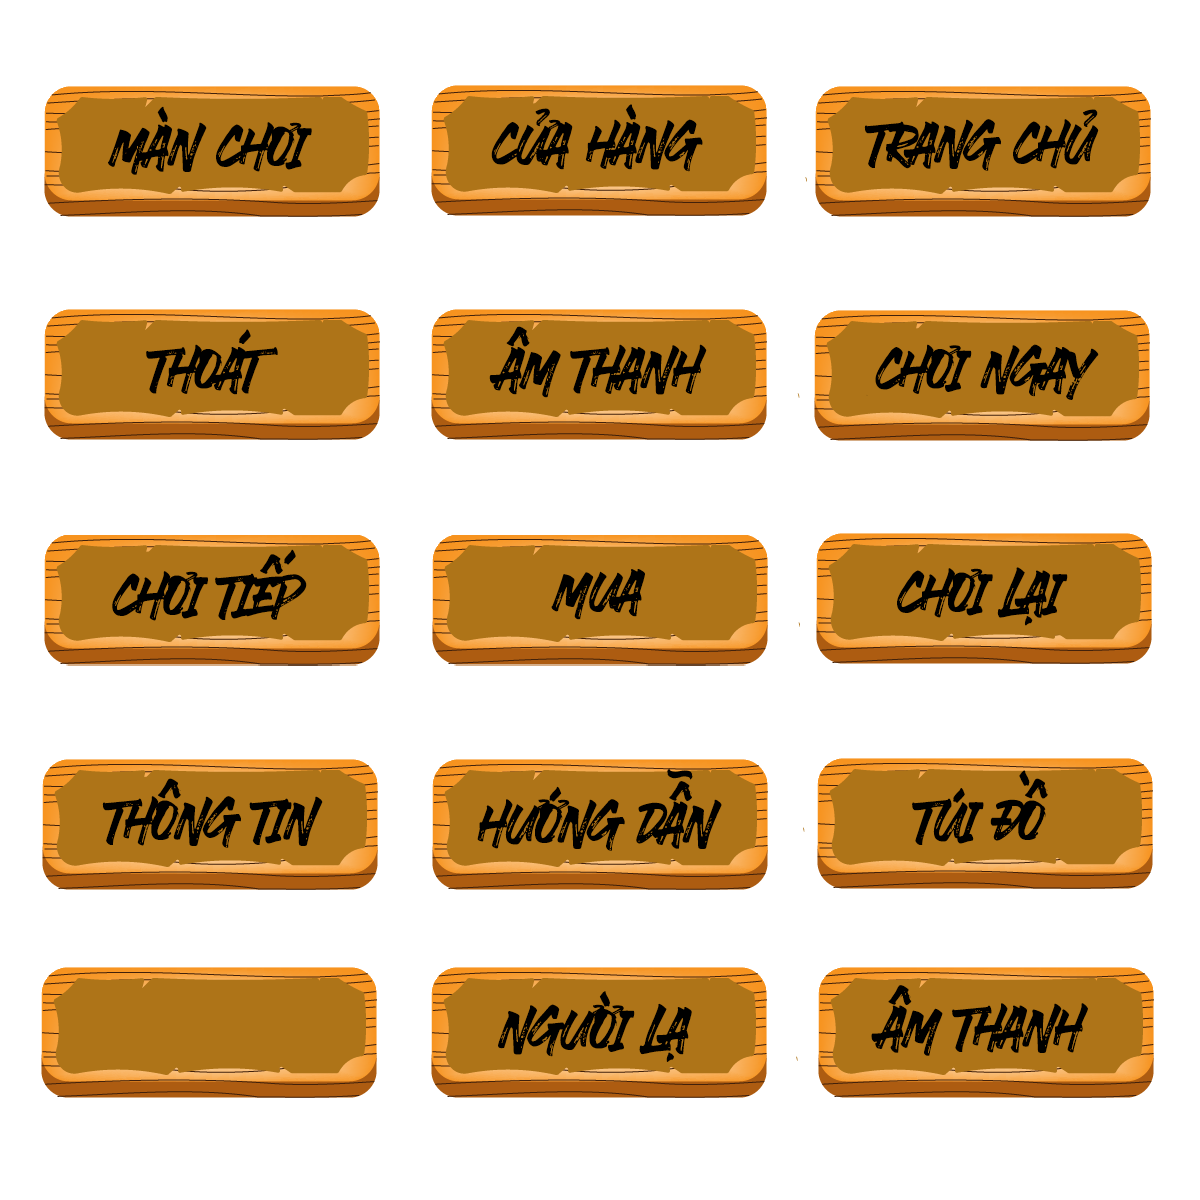 MÀN CHƠI
CỬA HÀNG
TRANG CHỦ
THOÁT
ÂM THANH
CHƠI NGAY
CHƠI TIẾP
MUA
CHƠI LẠI
THÔNG TIN
HƯỚNG DẪN
TÚI ĐỒ
NGƯỜI LẠ
ÂM THANH